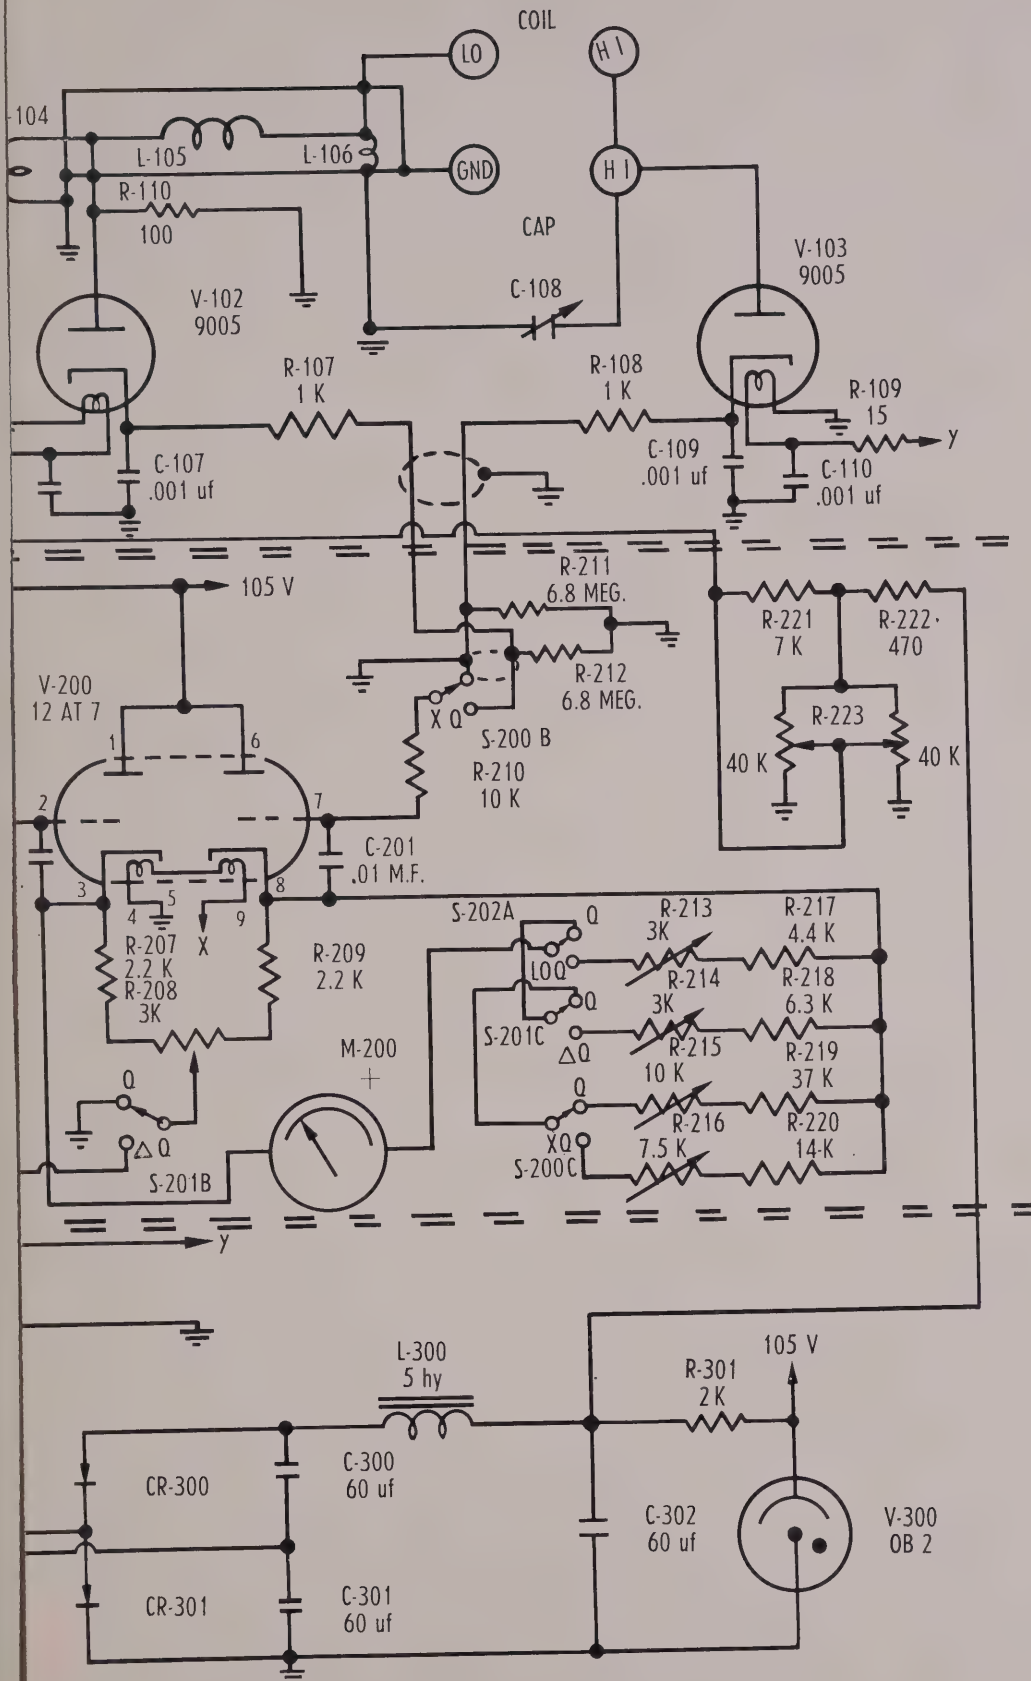 COIL
LO
HI
-104
L-105
L-106
GND
HI
R-110
100
CAP
V-103
9005
V-102
9005
C-108
R-107
1 K
R-108
1 K
R-109
15
y
C-107
.001 uf
C-109
.001 uf
C-110
.001 uf
105 V
R-211
6.8 MEG.
R-221
7 K
R-222
470
R-212
6.8 MEG.
V-200
12 AT 7
X Q
S-200 B
R-223
1
6
R-210
10 K
40 K
40 K
2
7
C-201
.01 M.F.
3
4
5
9
8
X
R-207
2.2 K
R-208
3K
R-209
2.2 K
S-202A
Q
LOQ
R-213
3K
R-217
4.4 K
Q
R-214
3K
R-218
6.3 K
S-201C
ΔQ
R-215
10 K
R-219
37 K
M-200
Q
Q
R-216
7.5 K
R-220
14 K
XQ
S-200C
ΔQ
S-201B
y
L-300
5 hy
105 V
R-301
2 K
CR-300
C-300
60 uf
C-302
60 uf
V-300
OB 2
CR-301
C-301
60 uf